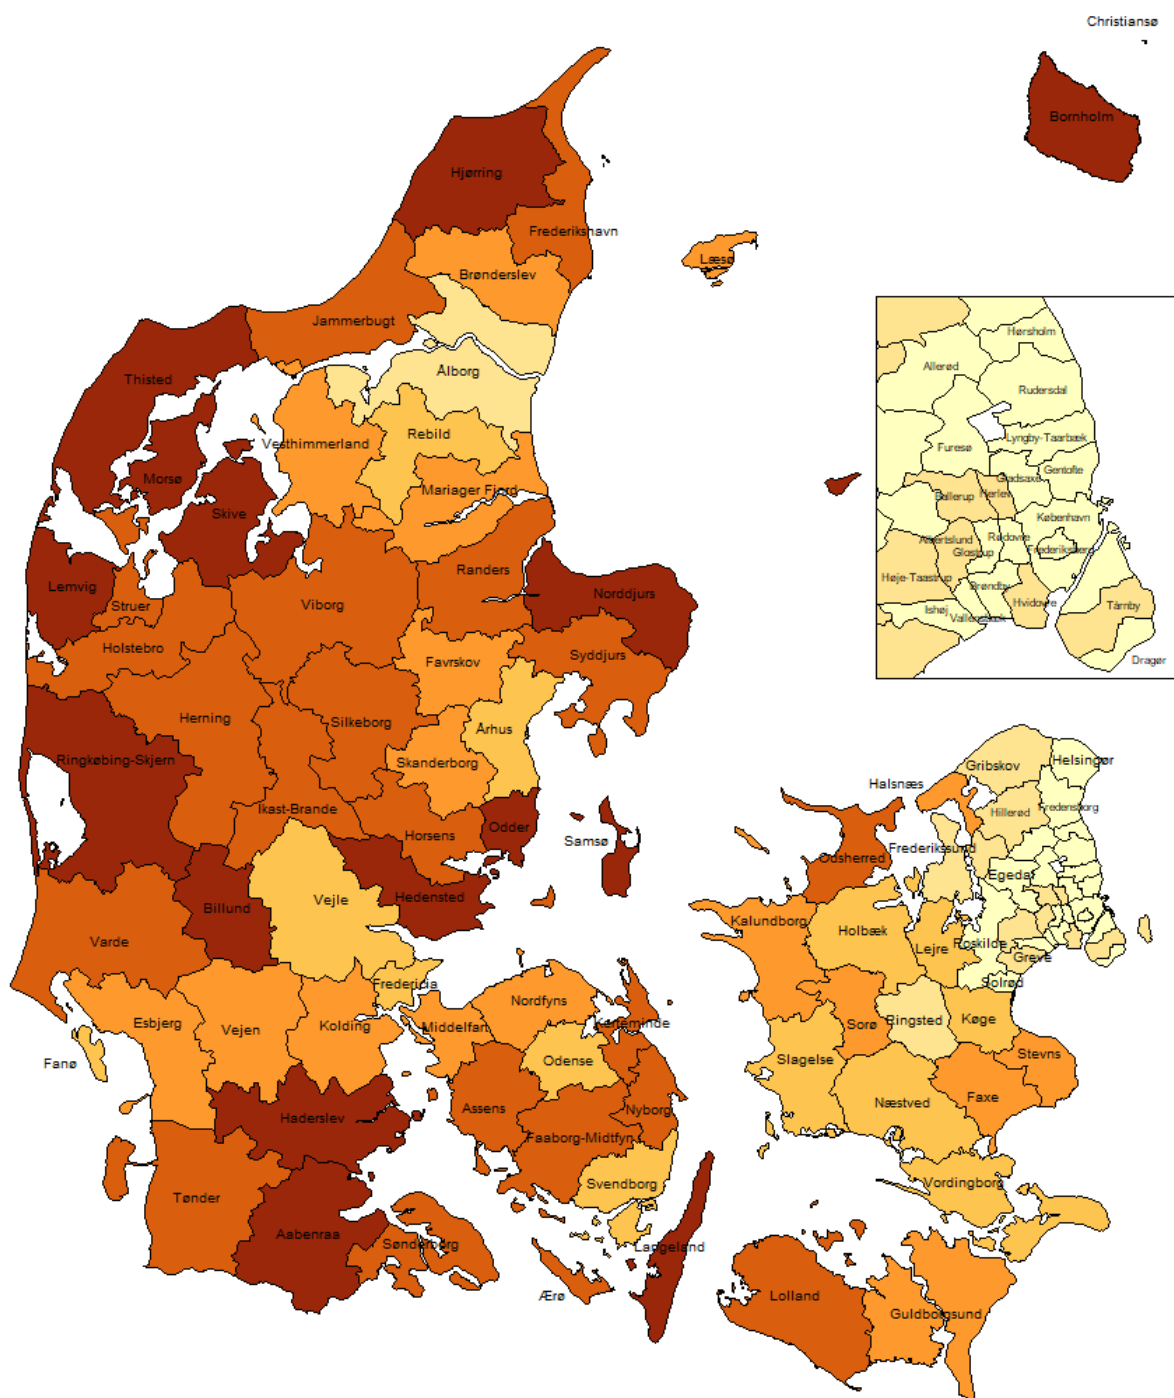 Christiansø
Bornholm
Hjørring
Frederikshavn
Læsø
Brønderslev
Jammerbugt
Hørsholm
Allerød
Ålborg
Thisted
Rudersdal
Rebild
Vesthimmerland
Lyngby-Taarbæk
Furesø
Gentofte
Morsø
Gladsaxe
Mariager Fjord
Ballerup
Herlev
Skive
København
Rødovre
Albertslund
Frederiksberg
Glostrup
Randers
Høje-Taastrup
Lemvig
Brøndby
Norddjurs
Viborg
Hvidovre
Struer
Tårnby
Ishøj
Vallensbæk
Holstebro
Syddjurs
Dragør
Favrskov
Herning
Silkeborg
Århus
Ringkøbing-Skjern
Helsingør
Skanderborg
Gribskov
Halsnæs
Ikast-Brande
Fredensborg
Hillerød
Odder
Horsens
Samsø
Frederikssund
Odsherred
Egedal
Vejle
Hedensted
Billund
Kalundborg
Holbæk
Varde
Roskilde
Lejre
Greve
Fredericia
Solrød
Nordfyns
Esbjerg
Kerteminde
Køge
Ringsted
Middelfart
Kolding
Vejen
Sorø
Stevns
Slagelse
Odense
Fanø
Faxe
Næstved
Assens
Nyborg
Haderslev
Faaborg-Midtfyn
Svendborg
Vordingborg
Tønder
Aabenraa
Langeland
Sønderborg
Ærø
Lolland
Guldborgsund